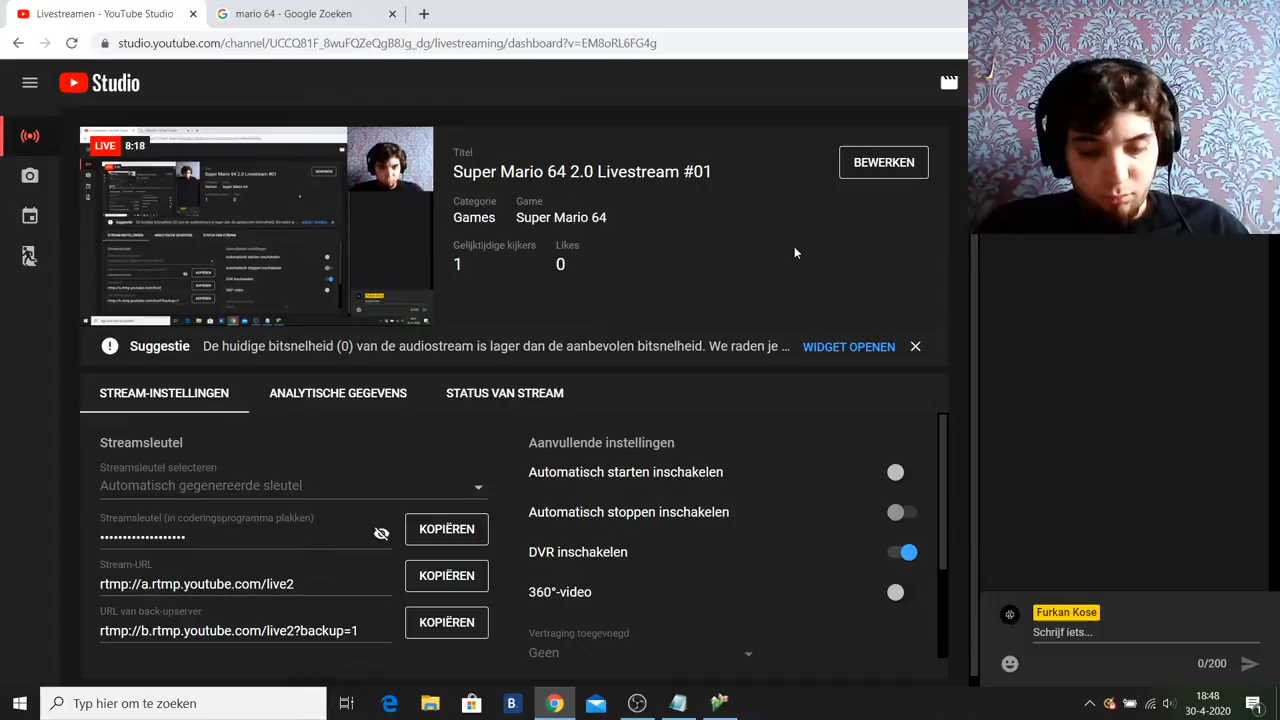 Livestreamen - YouTube Studio
mario 64 - Google Zoeken
studio.youtube.com/channel/UCCQ81F_8wuFQZeQgB8Jg_dg/livestreaming/dashboard?v=EM8oRL6FG4g
Studio
LIVE 8:18
Titel
Super Mario 64 2.0 Livestream #01
BEWERKEN
Categorie Game
Games Super Mario 64
Gelijktijdige kijkers Likes
1 0
Suggestie De huidige bitsnelheid (0) van de audiostream is lager dan de aanbevolen bitsnelheid. We raden je ... WIDGET OPENEN
STREAM-INSTELLINGEN ANALYTISCHE GEGEVENS STATUS VAN STREAM
Streamsleutel
Streamsleutel selecteren
Automatisch gegenereerde sleutel
Streamsleutel (in coderingsprogramma plakken)
••••••••••••••••••• KOPIËREN
Stream-URL
rtmp://a.rtmp.youtube.com/live2 KOPIËREN
URL van back-upserver
rtmp://b.rtmp.youtube.com/live2?backup=1 KOPIËREN
Aanvullende instellingen
Automatisch starten inschakelen
Automatisch stoppen inschakelen
DVR inschakelen
360°-video
Vertraging toegevoegd
Geen
Furkan Kose
Schrijf iets...
0/200
Typ hier om te zoeken
18:48
30-4-2020